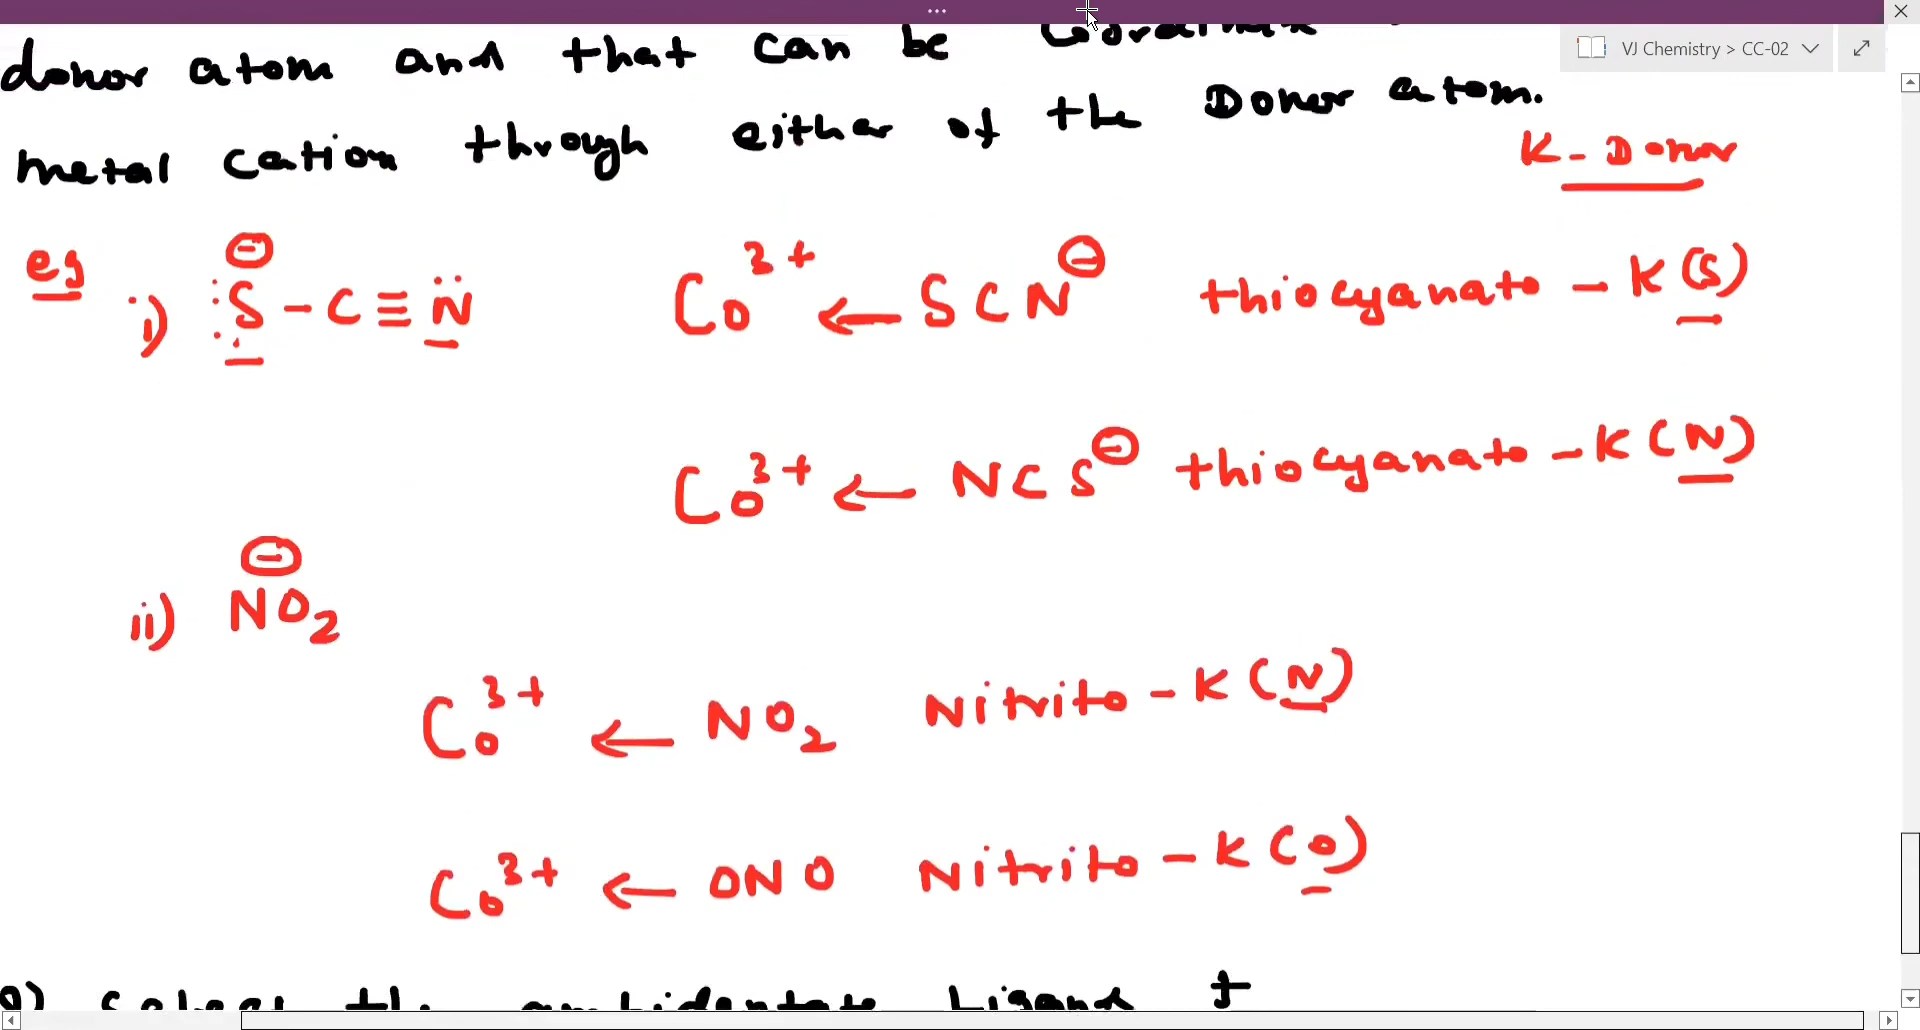 VJ Chemistry > CC-02
donor atom and that can be
metal cation through either of the Donor atom.
K - Donor
eg i) :S̈⊖ - C ≡ N̈ Co³⁺ ← SCN⊖ thiocyanato - K(S)
Co³⁺ ← NCS⊖ thiocyanato - K(N)
ii) NO₂⊖
Co³⁺ ← NO₂ Nitrito - K(N)
Co³⁺ ← ONO Nitrito - K(O)